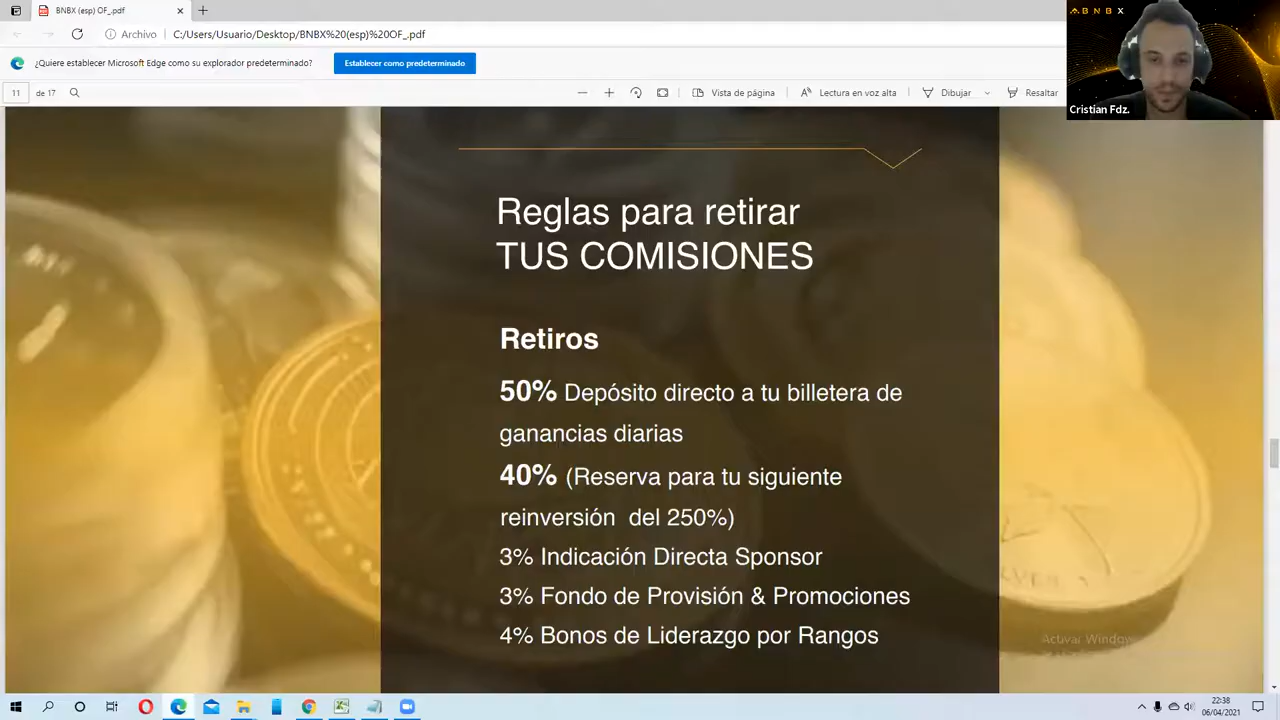 BNBX (esp) OF_.pdf
Archivo
C:/Users/Usuario/Desktop/BNBX%20(esp)%20OF_.pdf
¿Quiere establecer Microsoft Edge como su explorador predeterminado?
Establecer como predeterminado
11 de 17
Vista de página
Lectura en voz alta
Dibujar
Resaltar
BNBX
Cristian Fdz.
Reglas para retirar
TUS COMISIONES
Retiros
50% Depósito directo a tu billetera de
ganancias diarias
40% (Reserva para tu siguiente
reinversión del 250%)
3% Indicación Directa Sponsor
3% Fondo de Provisión & Promociones
4% Bonos de Liderazgo por Rangos
Activar Windows
22:38
06/04/2021